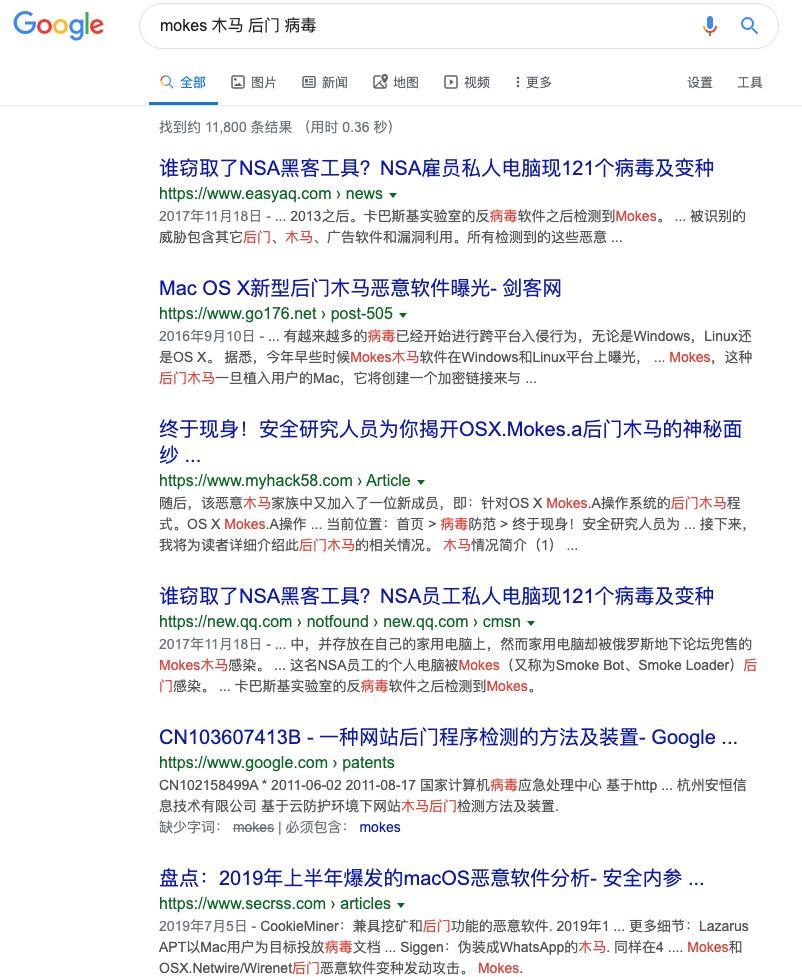 Google
mokes 木马 后门 病毒
全部 图片 新闻 地图 视频 更多 设置 工具
找到约 11,800 条结果 （用时 0.36 秒）
谁窃取了NSA黑客工具？NSA雇员私人电脑现121个病毒及变种
https://www.easyaq.com › news
2017年11月18日 - ... 2013之后。卡巴斯基实验室的反病毒软件之后检测到Mokes。 ... 被识别的
威胁包含其它后门、木马、广告软件和漏洞利用。所有检测到的这些恶意 ...
Mac OS X新型后门木马恶意软件曝光- 剑客网
https://www.go176.net › post-505
2016年9月10日 - ... 有越来越多的病毒已经开始进行跨平台入侵行为，无论是Windows，Linux还
是OS X。 据悉，今年早些时候Mokes木马软件在Windows和Linux平台上曝光， ... Mokes，这种
后门木马一旦植入用户的Mac，它将创建一个加密链接来与 ...
终于现身！安全研究人员为你揭开OSX.Mokes.a后门木马的神秘面
纱 ...
https://www.myhack58.com › Article
随后，该恶意木马家族中又加入了一位新成员，即：针对OS X Mokes.A操作系统的后门木马程
式。OS X Mokes.A操作 ... 当前位置：首页 > 病毒防范 > 终于现身！安全研究人员为 ... 接下来，
我将为读者详细介绍此后门木马的相关情况。 木马情况简介（1） ...
谁窃取了NSA黑客工具？NSA员工私人电脑现121个病毒及变种
https://new.qq.com › notfound › new.qq.com › cmsn
2017年11月18日 - ... 中，并存放在自己的家用电脑上，然而家用电脑却被俄罗斯地下论坛兜售的
Mokes木马感染。 ... 这名NSA员工的个人电脑被Mokes（又称为Smoke Bot、Smoke Loader）后
门感染。 ... 卡巴斯基实验室的反病毒软件之后检测到Mokes。
CN103607413B - 一种网站后门程序检测的方法及装置- Google ...
https://www.google.com › patents
CN102158499A * 2011-06-02 2011-08-17 国家计算机病毒应急处理中心 基于http ... 杭州安恒信
息技术有限公司 基于云防护环境下网站木马后门检测方法及装置.
缺少字词： mokes | 必须包含： mokes
盘点：2019年上半年爆发的macOS恶意软件分析- 安全内参 ...
https://www.secrss.com › articles
2019年7月5日 - CookieMiner：兼具挖矿和后门功能的恶意软件. 2019年1 ... 更多细节：Lazarus
APT以Mac用户为目标投放病毒文档 ... Siggen：伪装成WhatsApp的木马. 同样在4 .... Mokes和
OSX.Netwire/Wirenet后门恶意软件变种发动攻击。 Mokes.